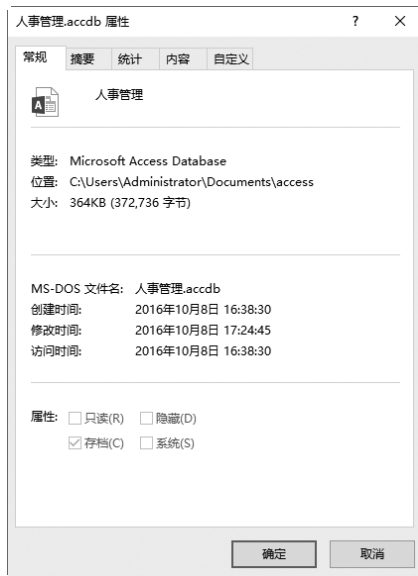 人事管理.accdb 属性 ? ×
常规 摘要 统计 内容 自定义
人事管理
类型: Microsoft Access Database
位置: C:\Users\Administrator\Documents\access
大小: 364KB (372,736 字节)
MS-DOS 文件名: 人事管理.accdb
创建时间: 2016年10月8日 16:38:30
修改时间: 2016年10月8日 17:24:45
访问时间: 2016年10月8日 16:38:30
属性: 只读(R) 隐藏(D)
存档(C) 系统(S)
确定 取消